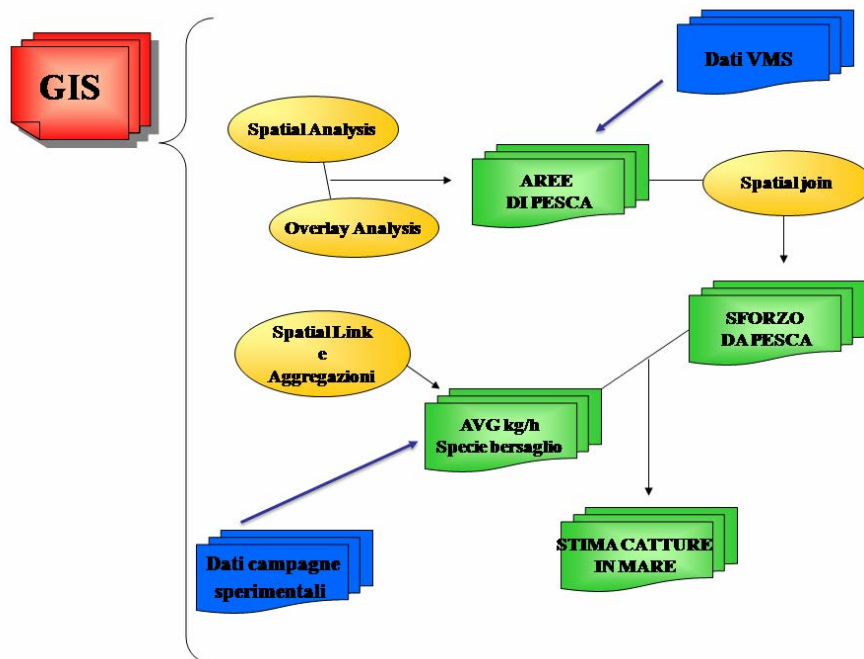 GIS
Dati VMS
Spatial Analysis
AREE
DI PESCA
Spatial join
Overlay Analysis
SFORZO
DA PESCA
Spatial Link
e
Aggregazioni
AVG kg/h
Specie bersaglio
STIMA CATTURE
IN MARE
Dati campagne
sperimentali